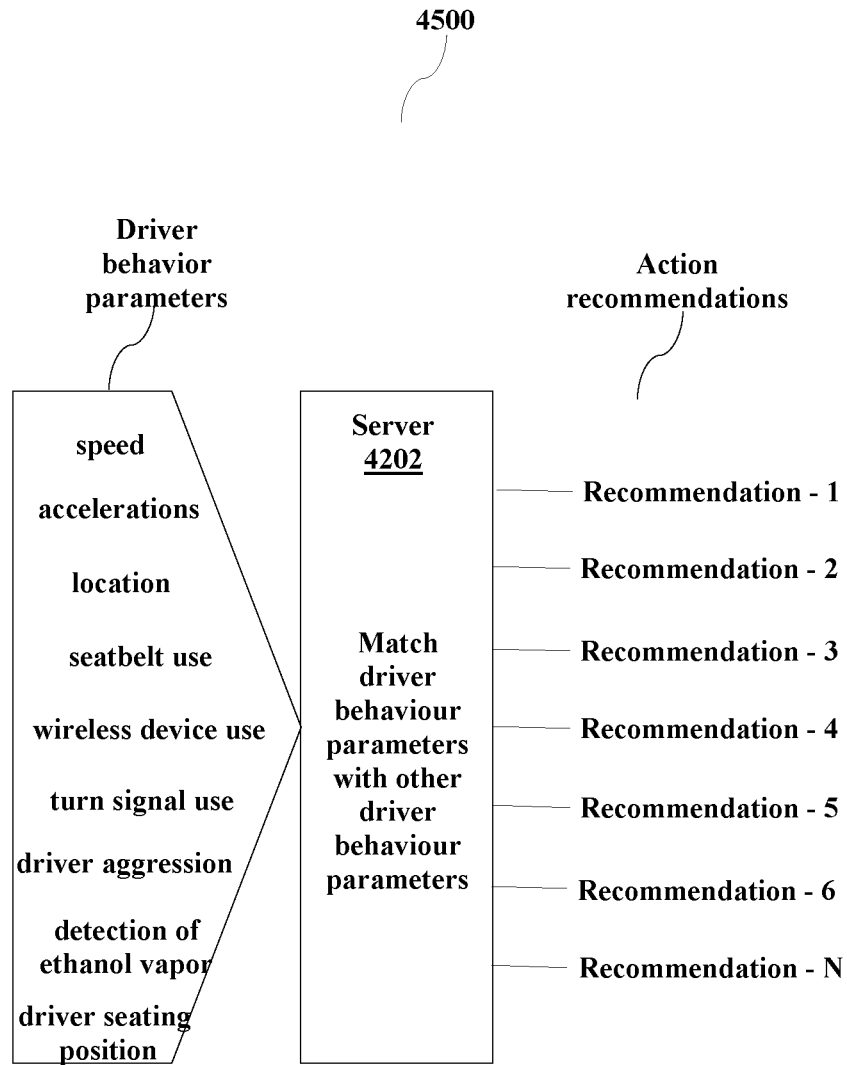 4500
Driver
behavior
parameters
Action
recommendations
speed
accelerations
location
seatbelt use
wireless device use
turn signal use
driver aggression
detection of
ethanol vapor
driver seating
position
Server
4202
Match
driver
behaviour
parameters
with other
driver
behaviour
parameters
Recommendation - 1
Recommendation - 2
Recommendation - 3
Recommendation - 4
Recommendation - 5
Recommendation - 6
Recommendation - N